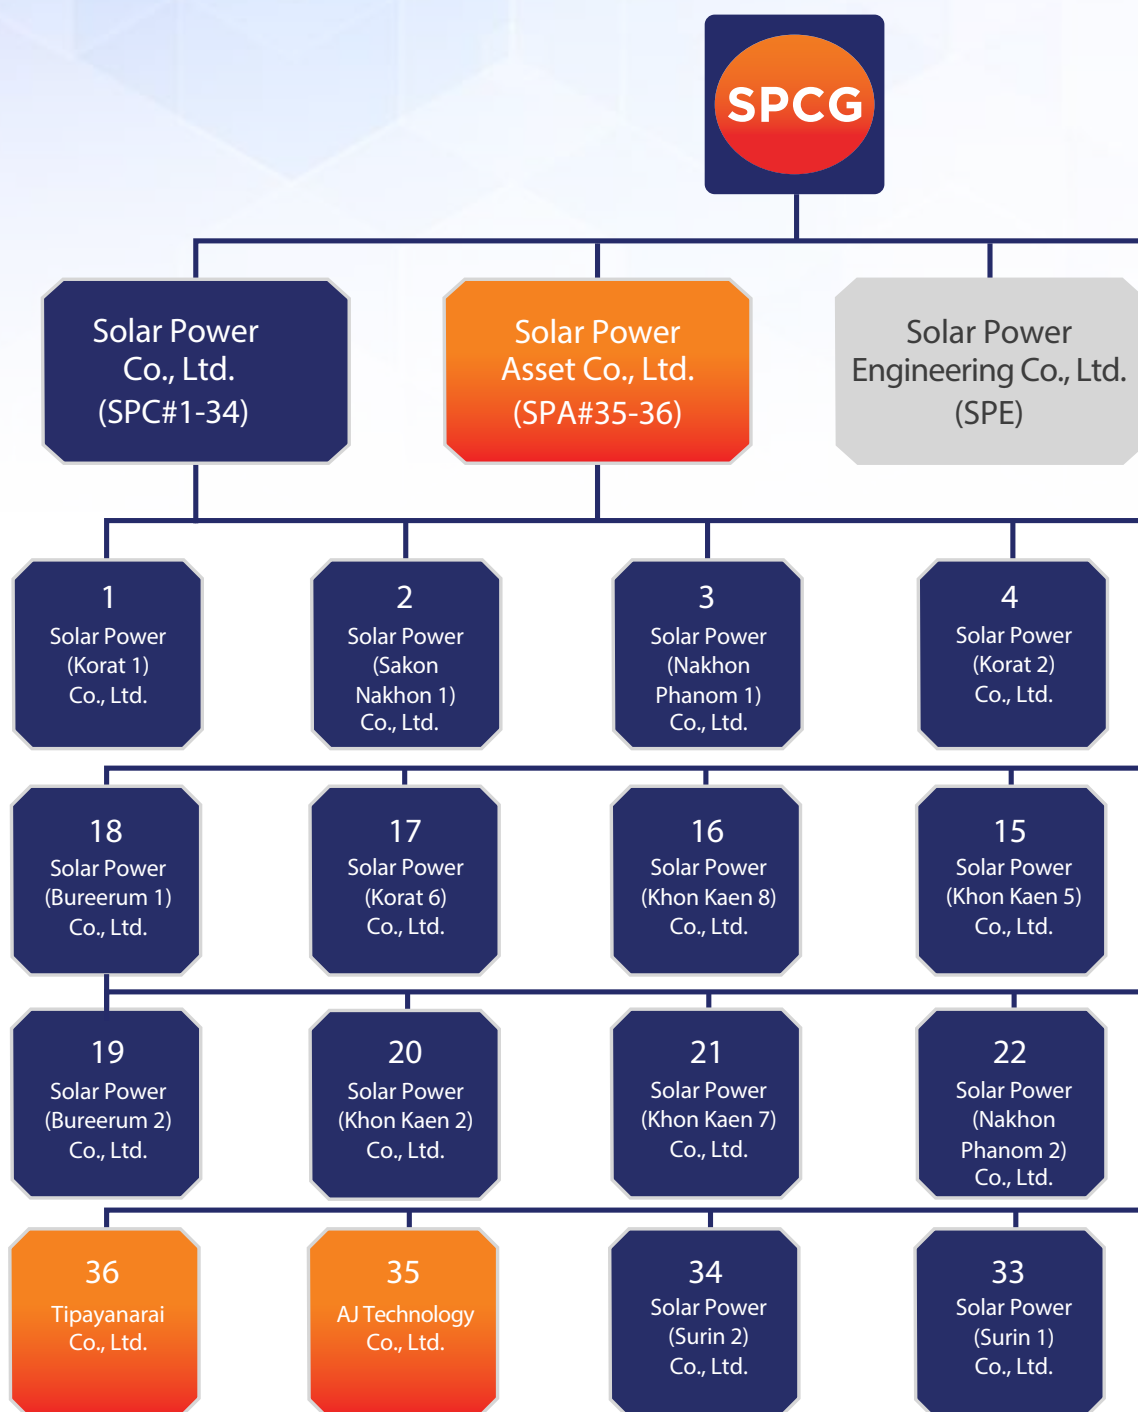 SPCG
Solar Power
Co., Ltd.
(SPC#1-34)
Solar Power
Asset Co., Ltd.
(SPA#35-36)
Solar Power
Engineering Co., Ltd.
(SPE)
1
Solar Power
(Korat 1)
Co., Ltd.
2
Solar Power
(Sakon
Nakhon 1)
Co., Ltd.
3
Solar Power
(Nakhon
Phanom 1)
Co., Ltd.
4
Solar Power
(Korat 2)
Co., Ltd.
18
Solar Power
(Bureerum 1)
Co., Ltd.
17
Solar Power
(Korat 6)
Co., Ltd.
16
Solar Power
(Khon Kaen 8)
Co., Ltd.
15
Solar Power
(Khon Kaen 5)
Co., Ltd.
19
Solar Power
(Bureerum 2)
Co., Ltd.
20
Solar Power
(Khon Kaen 2)
Co., Ltd.
21
Solar Power
(Khon Kaen 7)
Co., Ltd.
22
Solar Power
(Nakhon
Phanom 2)
Co., Ltd.
36
Tipayanarai
Co., Ltd.
35
AJ Technology
Co., Ltd.
34
Solar Power
(Surin 2)
Co., Ltd.
33
Solar Power
(Surin 1)
Co., Ltd.